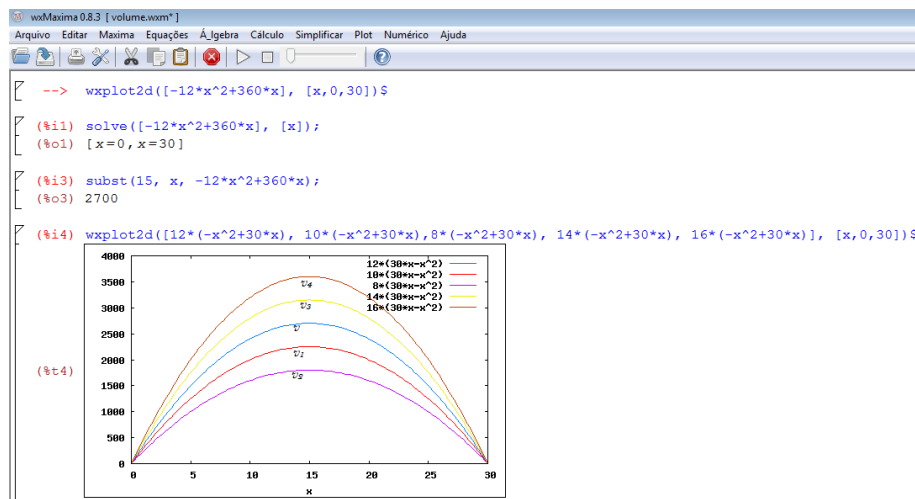 wxMaxima 0.8.3 [ volume.wxm* ]
Arquivo Editar Maxima Equações Á_lgebra Cálculo Simplificar Plot Numérico Ajuda
--> wxplot2d([-12*x^2+360*x], [x,0,30])$
(%i1) solve([-12*x^2+360*x], [x]);
(%o1) [x=0,x=30]
(%i3) subst(15, x, -12*x^2+360*x);
(%o3) 2700
(%i4) wxplot2d([12*(-x^2+30*x), 10*(-x^2+30*x),8*(-x^2+30*x), 14*(-x^2+30*x), 16*(-x^2+30*x)], [x,0,30])$
(%t4)
4000
3500
3000
2500
2000
1500
1000
500
0
12*(30*x-x^2)
10*(30*x-x^2)
8*(30*x-x^2)
14*(30*x-x^2)
16*(30*x-x^2)
v4
v3
v
v1
v2
0 5 10 15 20 25 30
x